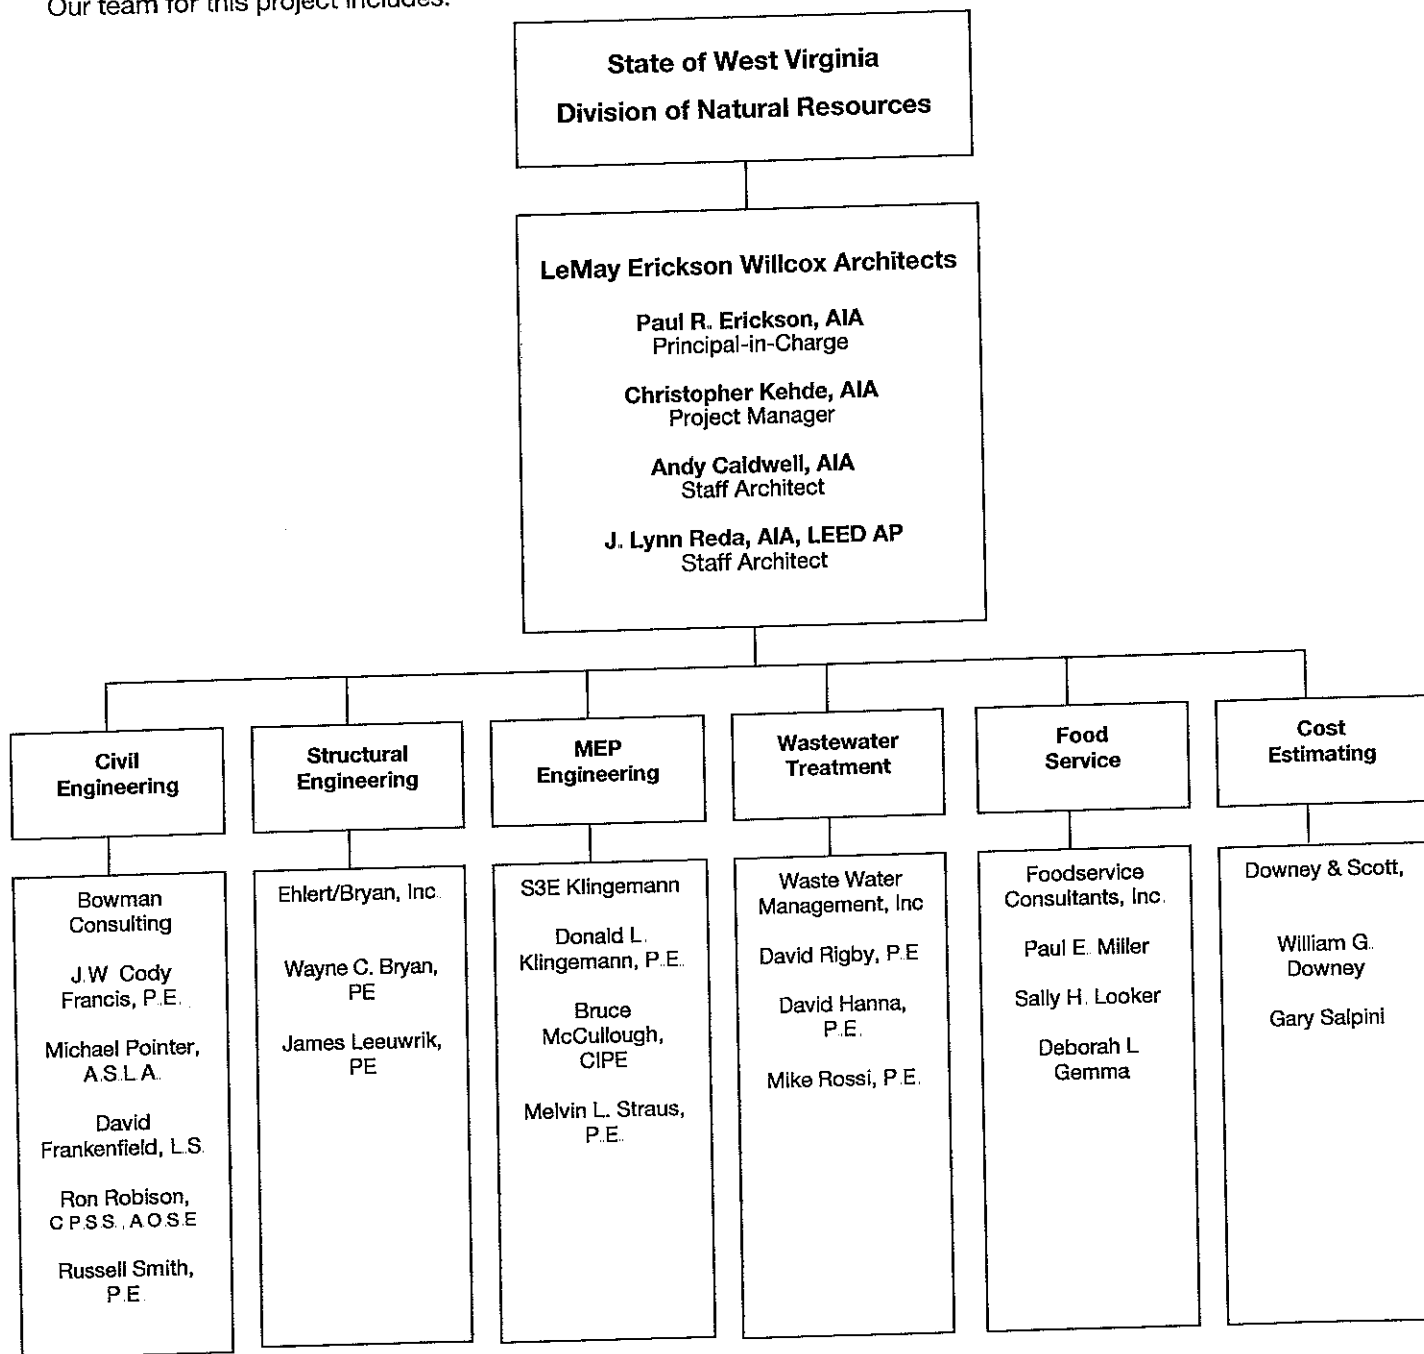 Our team for this project includes:
State of West Virginia
Division of Natural Resources
LeMay Erickson Willcox Architects
Paul R. Erickson, AIA
Principal-in-Charge
Christopher Kehde, AIA
Project Manager
Andy Caldwell, AIA
Staff Architect
J. Lynn Reda, AIA, LEED AP
Staff Architect
Civil
Engineering
Structural
Engineering
MEP
Engineering
Wastewater
Treatment
Food
Service
Cost
Estimating
Bowman
Consulting
J.W Cody
Francis, P.E.
Michael Pointer,
A.S.L.A.
David
Frankenfield, L.S.
Ron Robison,
C.P.S.S., A.O.S.E
Russell Smith,
P.E.
Ehlert/Bryan, Inc.
Wayne C. Bryan,
PE
James Leeuwrik,
PE
S3E Klingemann
Donald L.
Klingemann, P.E.
Bruce
McCullough,
CIPE
Melvin L. Straus,
P.E.
Waste Water
Management, Inc
David Rigby, P.E
David Hanna,
P.E.
Mike Rossi, P.E.
Foodservice
Consultants, Inc.
Paul E. Miller
Sally H. Looker
Deborah L
Gemma
Downey & Scott,
William G.
Downey
Gary Salpini